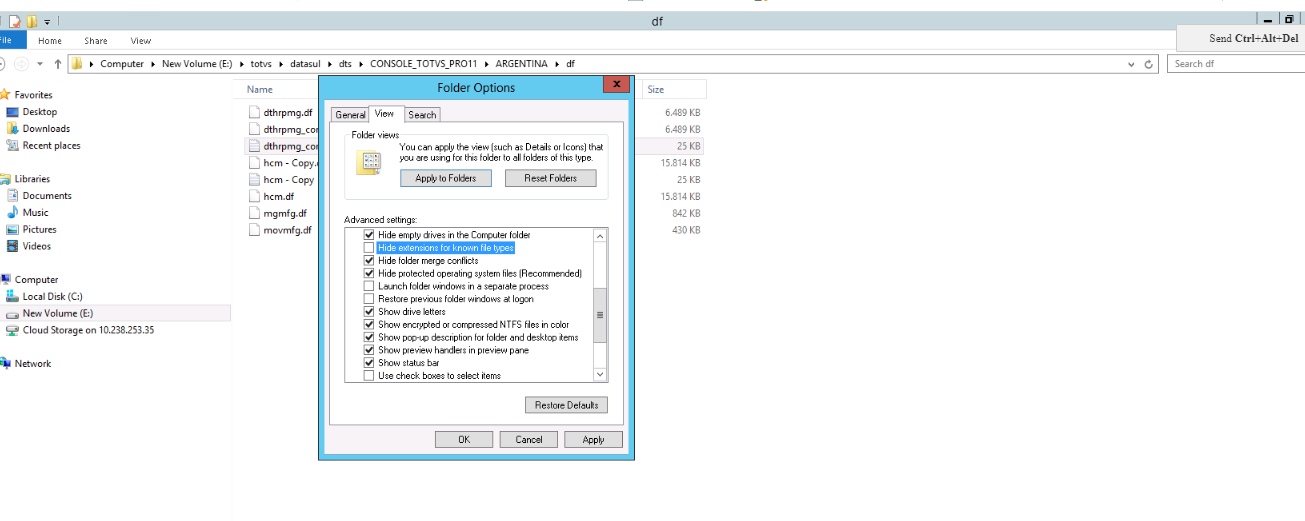 df
File Home Share View
Send Ctrl+Alt+Del
Computer New Volume (E:) totvs datasul dts CONSOLE_TOTVS_PRO11 ARGENTINA df
Search df
Favorites
Desktop
Downloads
Recent places
Libraries
Documents
Music
Pictures
Videos
Computer
Local Disk (C:)
New Volume (E:)
Cloud Storage on 10.238.253.35
Network
Name
dthrpmg.df
dthrpmg_cor
dthrpmg_cor
hcm - Copy.
hcm - Copy
hcm.df
mgmfg.df
movmfg.df
Folder Options
x
General View Search
Folder views
You can apply the view (such as Details or Icons) that
you are using for this folder to all folders of this type.
Apply to Folders Reset Folders
Advanced settings:
Hide empty drives in the Computer folder
Hide extensions for known file types
Hide folder merge conflicts
Hide protected operating system files (Recommended)
Launch folder windows in a separate process
Restore previous folder windows at logon
Show drive letters
Show encrypted or compressed NTFS files in color
Show pop-up description for folder and desktop items
Show preview handlers in preview pane
Show status bar
Use check boxes to select items
Restore Defaults
OK Cancel Apply
Size
6.489 KB
6.489 KB
25 KB
15.814 KB
25 KB
15.814 KB
842 KB
430 KB